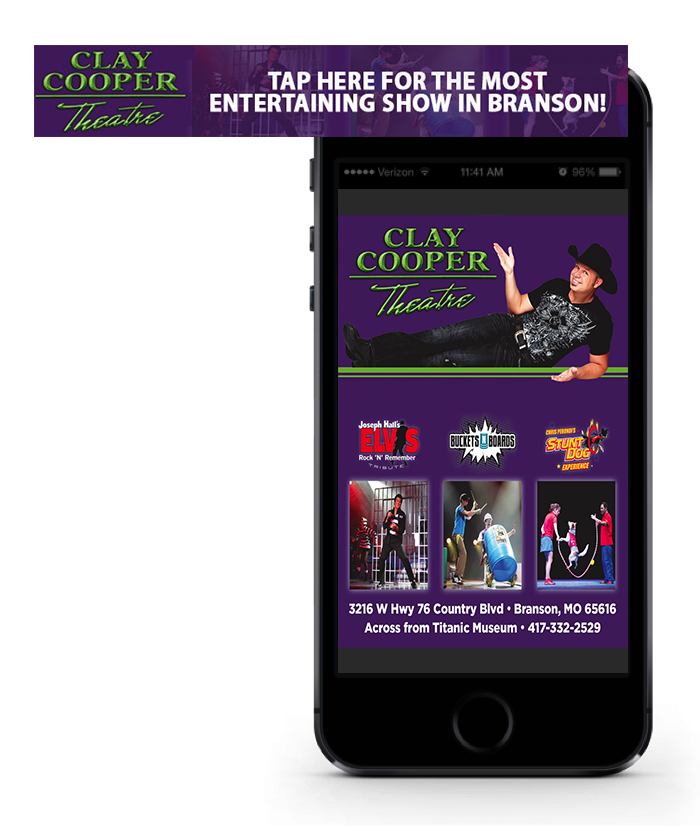 CLAY
COOPER
Theatre
TAP HERE FOR THE MOST
ENTERTAINING SHOW IN BRANSON!
Verizon 11:41 AM 96%
CLAY
COOPER
Theatre
Joseph Hall's
ELVIS
Rock 'N' Remember
TRIBUTE
BUCKETS BOARDS
CHRIS PERONDI'S
STUNT
DOG
EXPERIENCE
3216 W Hwy 76 Country Blvd • Branson, MO 65616
Across from Titanic Museum • 417-332-2529